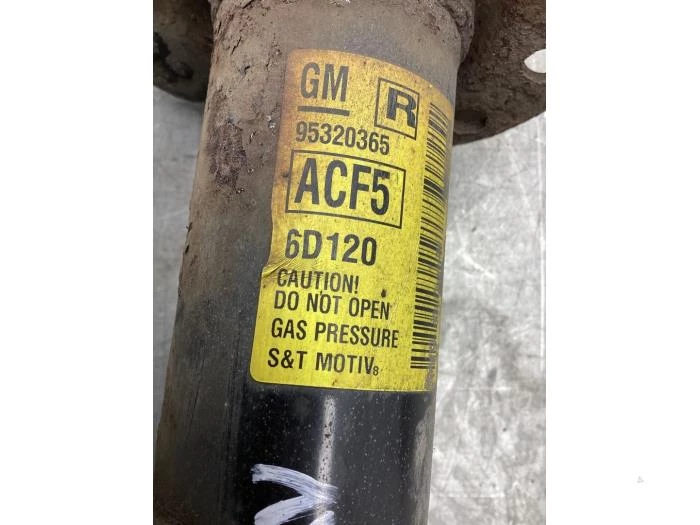 GM R
95320365
ACF5
6D120
CAUTION!
DO NOT OPEN
GAS PRESSURE
S&T MOTIV8